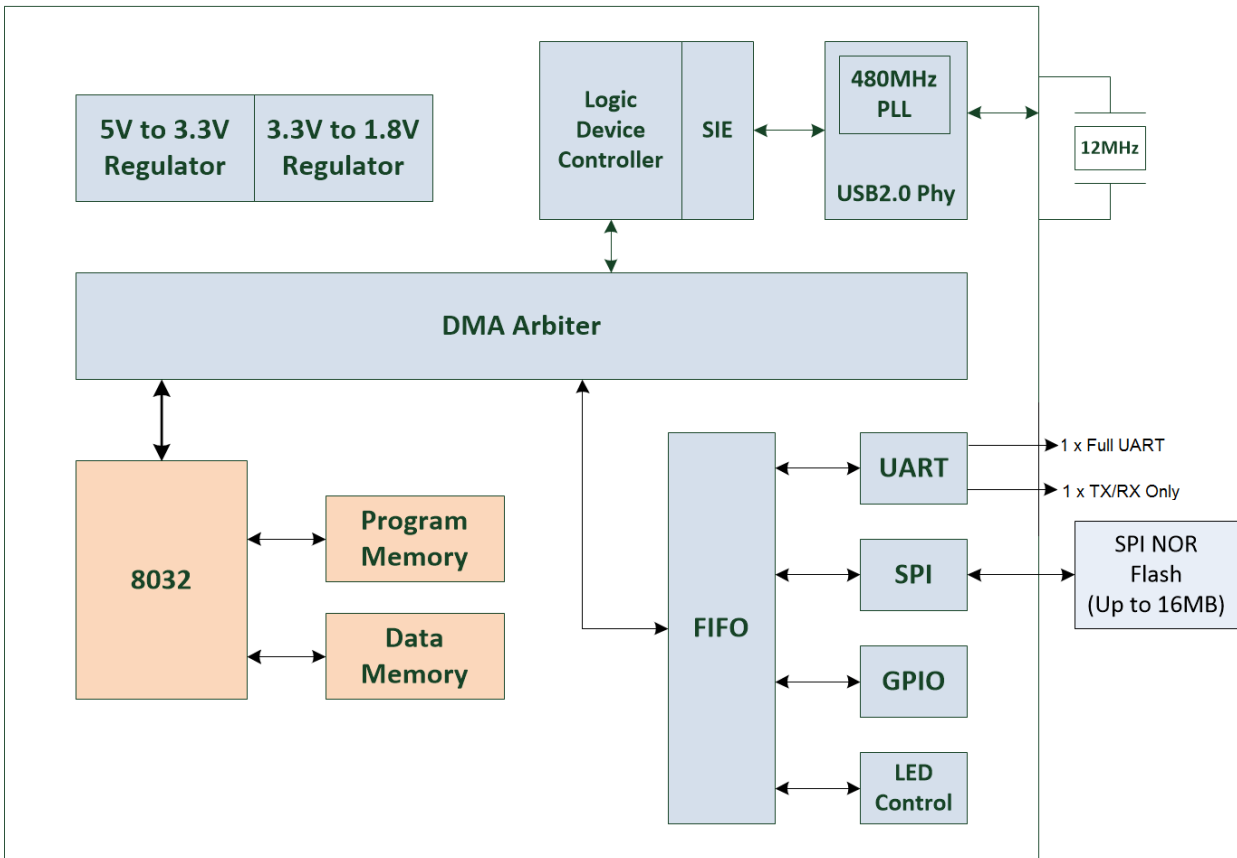 5V to 3.3V
Regulator
3.3V to 1.8V
Regulator
Logic
Device
Controller
SIE
480MHz
PLL
USB2.0 Phy
12MHz
DMA Arbiter
8032
Program
Memory
Data
Memory
FIFO
UART
1 x Full UART
1 x TX/RX Only
SPI
SPI NOR
Flash
(Up to 16MB)
GPIO
LED
Control